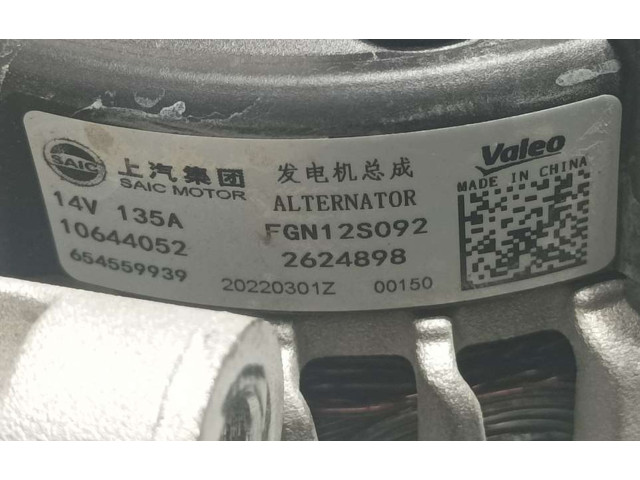 SAIC
上汽集团
SAIC MOTOR
14V 135A
10644052
654559939
发电机总成
ALTERNATOR
FGN12S092
2624898
20220301Z 00150
Valeo
MADE IN CHINA